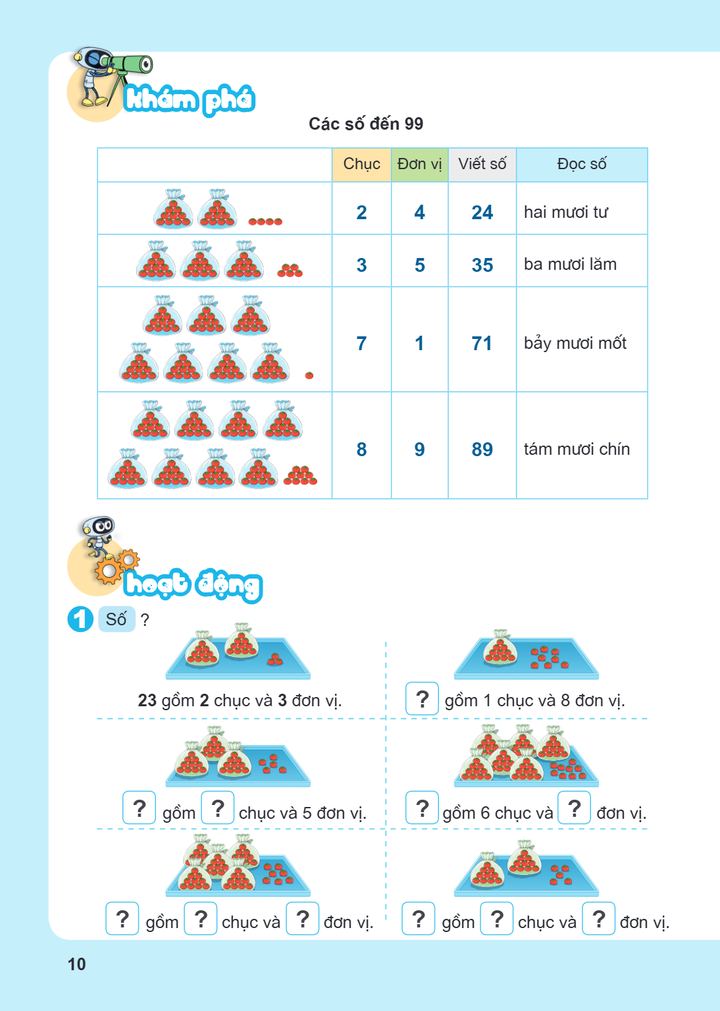 khám phá
Các số đến 99
Chục Đơn vị Viết số Đọc số
2 4 24 hai mươi tư
3 5 35 ba mươi lăm
7 1 71 bảy mươi mốt
8 9 89 tám mươi chín
hoạt động
1 Số ?
23 gồm 2 chục và 3 đơn vị.
? gồm 1 chục và 8 đơn vị.
? gồm ? chục và 5 đơn vị.
? gồm 6 chục và ? đơn vị.
? gồm ? chục và ? đơn vị.
? gồm ? chục và ? đơn vị.
10